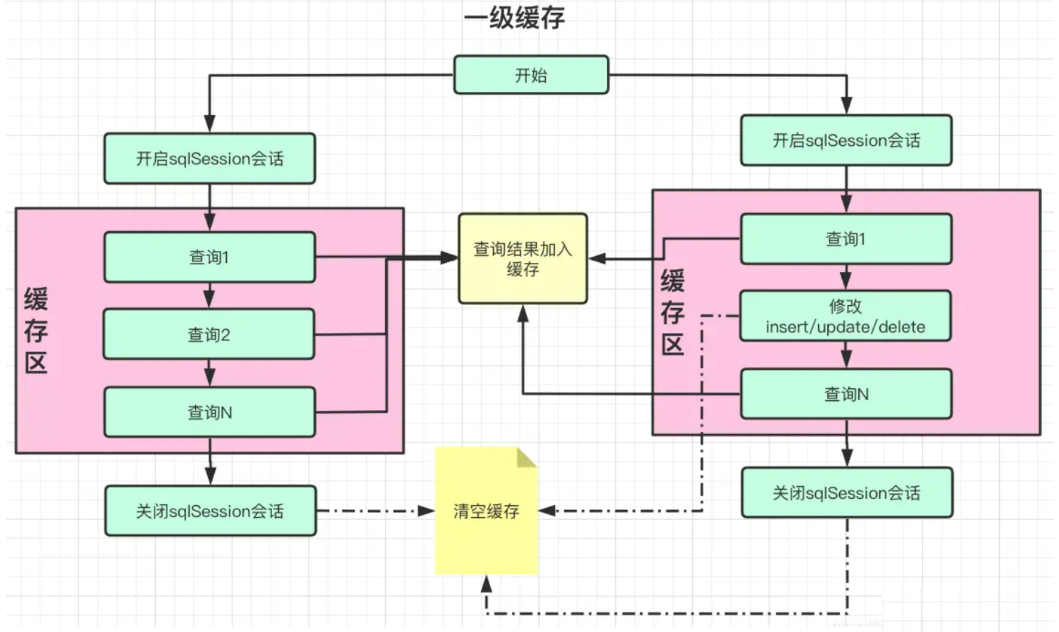 一级缓存
开始
开启sqlSession会话
缓存区
查询1
查询2
查询N
关闭sqlSession会话
查询结果加入
缓存
清空缓存
开启sqlSession会话
缓存区
查询1
修改
insert/update/delete
查询N
关闭sqlSession会话